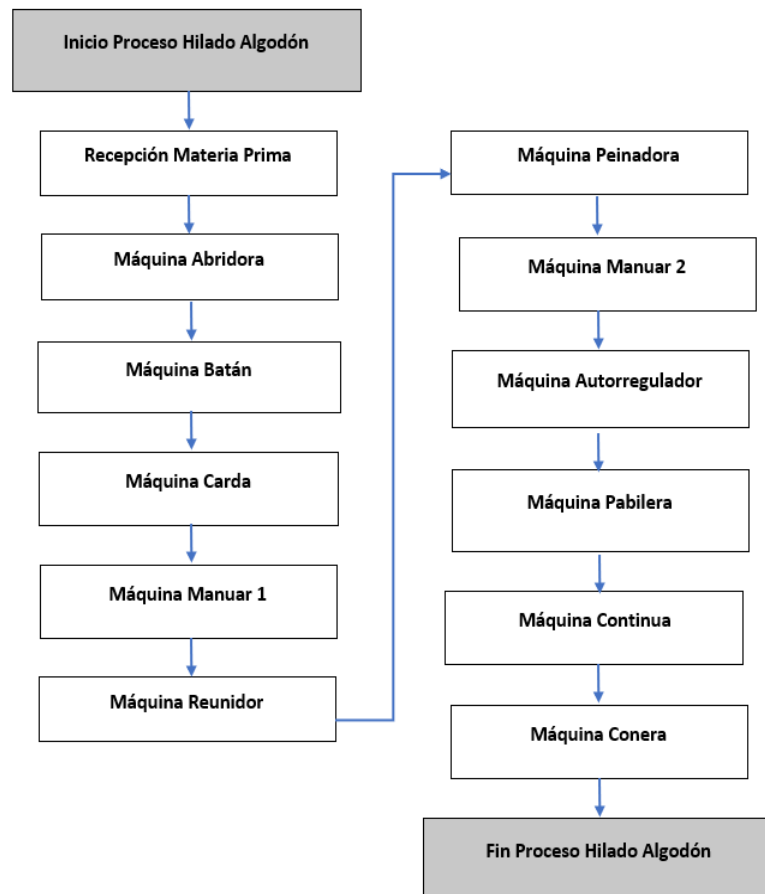 Inicio Proceso Hilado Algodón
Recepción Materia Prima
Máquina Abridora
Máquina Batán
Máquina Carda
Máquina Manuar 1
Máquina Reunidor
Máquina Peinadora
Máquina Manuar 2
Máquina Autorregulador
Máquina Pabilera
Máquina Continua
Máquina Conera
Fin Proceso Hilado Algodón